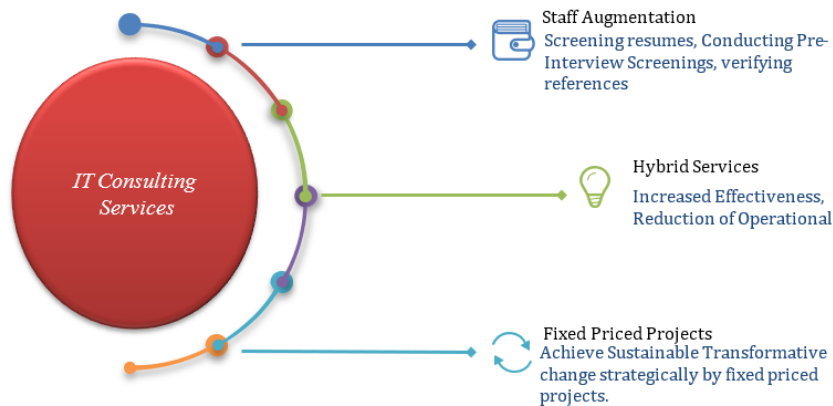 IT Consulting
Services
Staff Augmentation
Screening resumes, Conducting Pre-
Interview Screenings, verifying
references
Hybrid Services
Increased Effectiveness,
Reduction of Operational
Fixed Priced Projects
Achieve Sustainable Transformative
change strategically by fixed priced
projects.